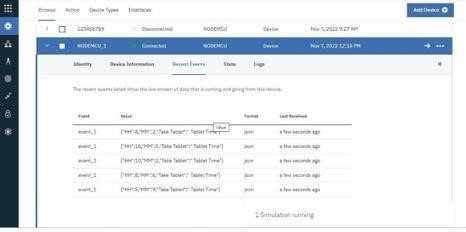 Browse Action Device Types Interfaces
Add Device
123456789 Disconnected NODEMCU Device Nov 7, 2022 9:27 AM
NODEMCU_1 Connected NODEMCU Device Nov 7, 2022 12:10 PM
Identity Device Information Recent Events State Logs
The recent events listed show the live stream of data that is coming and going from this device.
Event Value Format Last Received
Value
event_1 {"HH":8,"MM":2,"Take Tablet":" Tablet Time"} json a few seconds ago
event_1 {"HH":10,"MM":5,"Take Tablet":" Tablet Time"} json a few seconds ago
event_1 {"HH":10,"MM":2,"Take Tablet":" Tablet Time"} json a few seconds ago
event_1 {"HH":8,"MM":6,"Take Tablet":" Tablet Time"} json a few seconds ago
event_1 {"HH":5,"MM":9,"Take Tablet":" Tablet Time"} json a few seconds ago
1 Simulation running